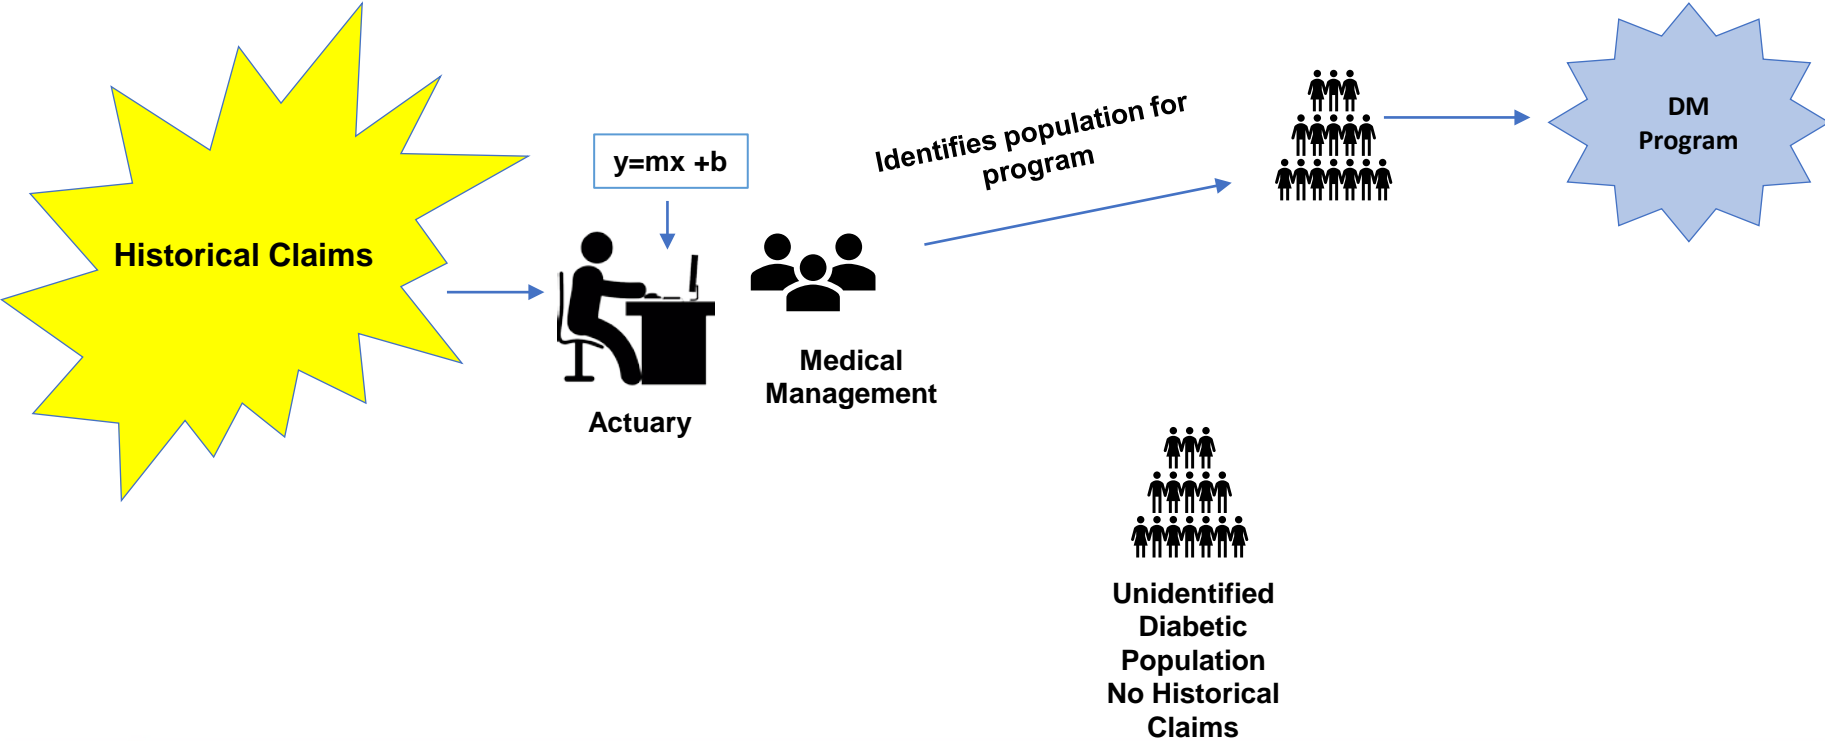 Historical Claims
y=mx +b
Actuary
Medical
Management
Identifies population for
program
DM
Program
Unidentified
Diabetic
Population
No Historical
Claims